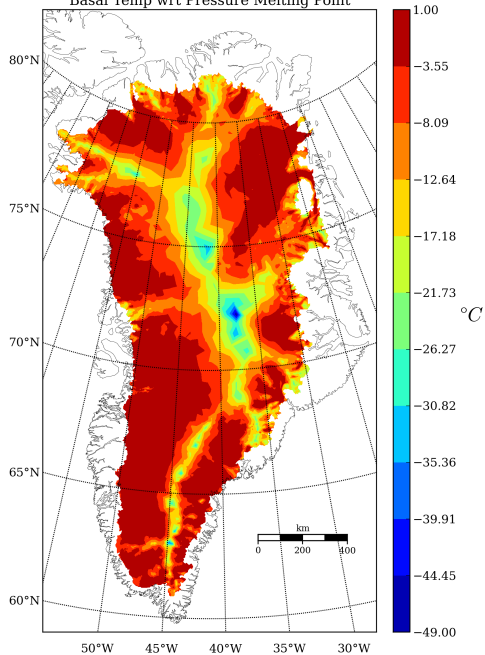 Basal Temp wrt Pressure Melting Point
80°N
75°N
70°N
65°N
60°N
50°W
45°W
40°W
35°W
30°W
km
0
200
400
1.00
−3.55
−8.09
−12.64
−17.18
−21.73
−26.27
−30.82
−35.36
−39.91
−44.45
−49.00
°C